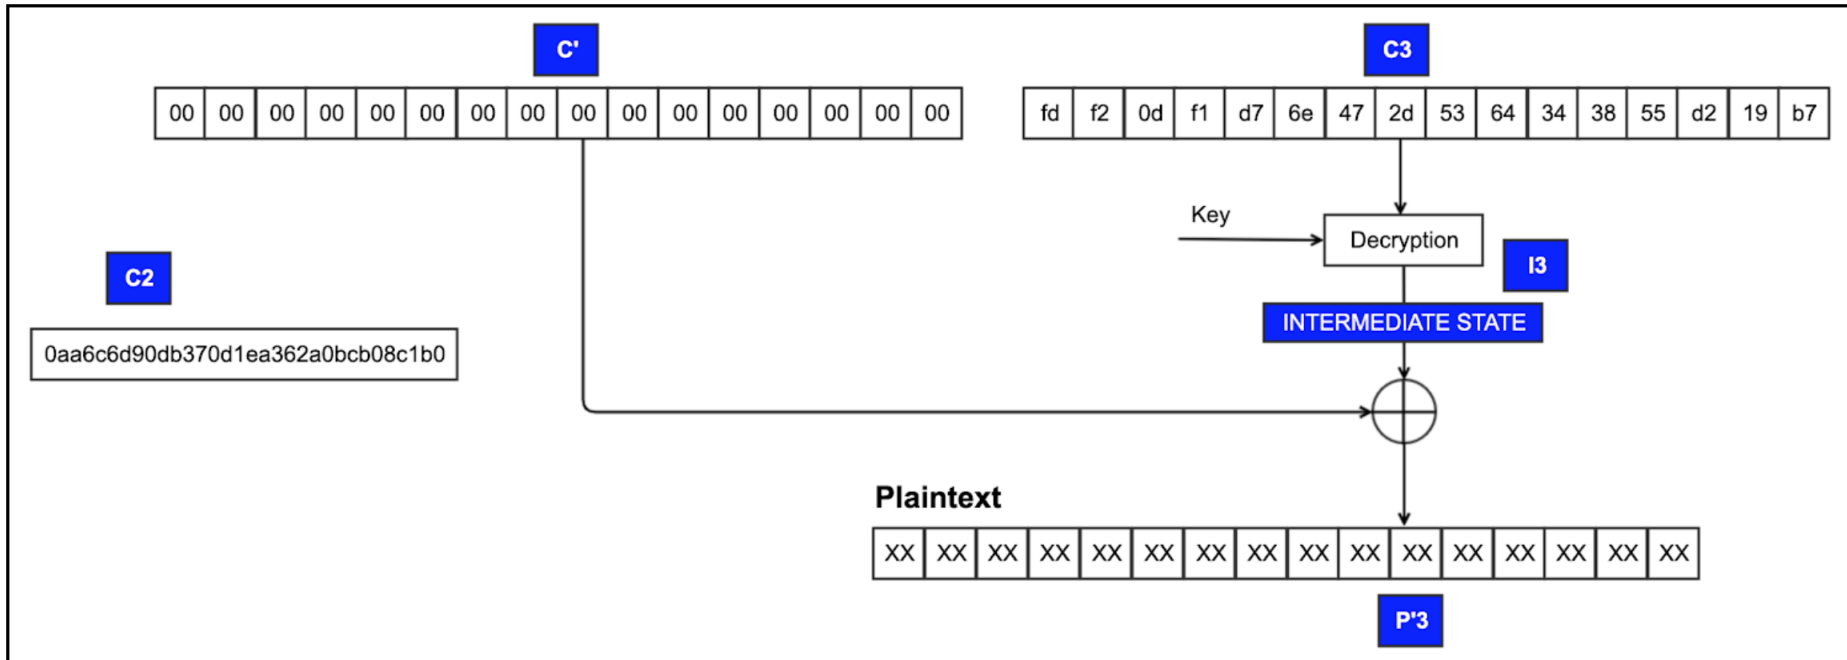 C' C3
00 00 00 00 00 00 00 00 00 00 00 00 00 00 00 00 fd f2 0d f1 d7 6e 47 2d 53 64 34 38 55 d2 19 b7
Key
Decryption
C2 I3
INTERMEDIATE STATE
0aa6c6d90db370d1ea362a0bcb08c1b0
Plaintext
XX XX XX XX XX XX XX XX XX XX XX XX XX XX XX XX
P'3